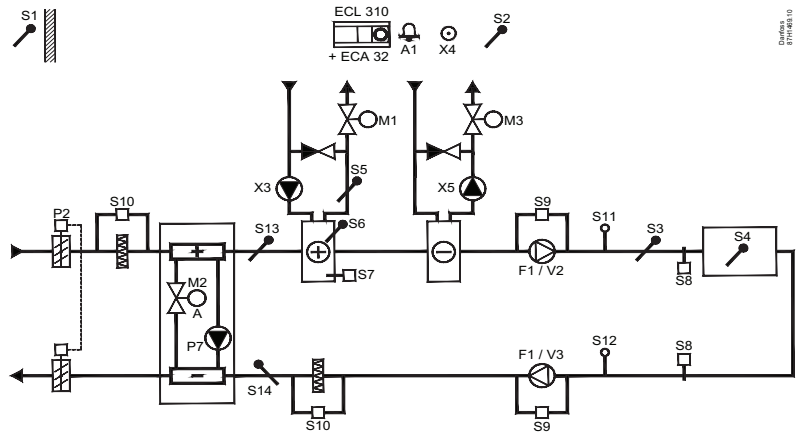 S1
ECL 310
+ ECA 32
A1
X4
S2
Danfoss
87H1469.10
M1
M3
S5
X3
X5
P2
S10
S13
S6
S7
S9
S11
S3
S4
F1 / V2
S8
M2
A
P7
S14
S10
F1 / V3
S12
S8
S9